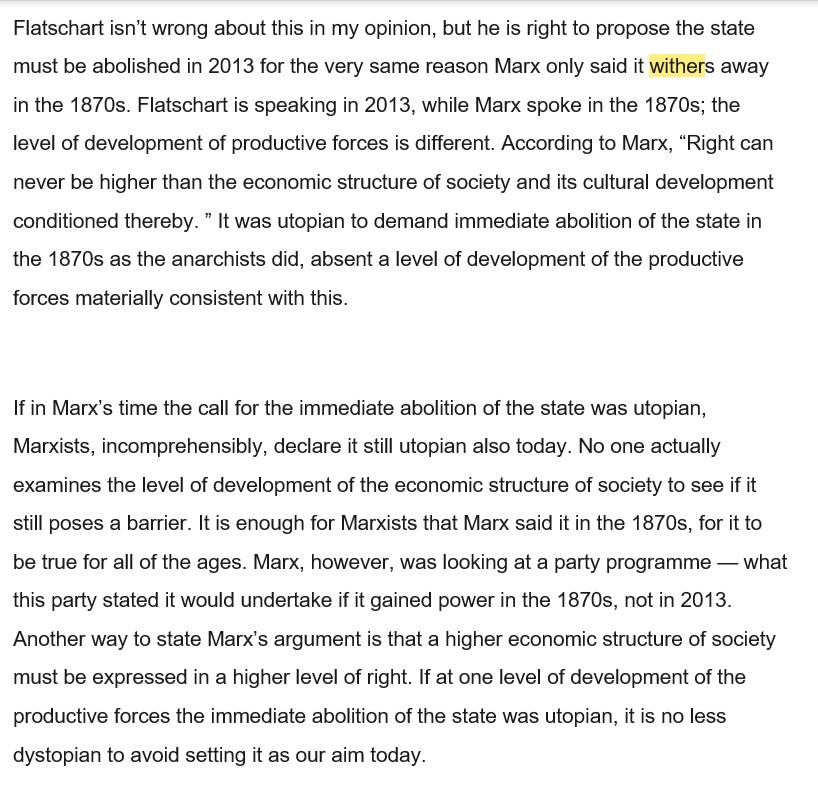 Flatschart isn’t wrong about this in my opinion, but he is right to propose the state
must be abolished in 2013 for the very same reason Marx only said it withers away
in the 1870s. Flatschart is speaking in 2013, while Marx spoke in the 1870s; the
level of development of productive forces is different. According to Marx, “Right can
never be higher than the economic structure of society and its cultural development
conditioned thereby. ” It was utopian to demand immediate abolition of the state in
the 1870s as the anarchists did, absent a level of development of the productive
forces materially consistent with this.
If in Marx’s time the call for the immediate abolition of the state was utopian,
Marxists, incomprehensibly, declare it still utopian also today. No one actually
examines the level of development of the economic structure of society to see if it
still poses a barrier. It is enough for Marxists that Marx said it in the 1870s, for it to
be true for all of the ages. Marx, however, was looking at a party programme — what
this party stated it would undertake if it gained power in the 1870s, not in 2013.
Another way to state Marx’s argument is that a higher economic structure of society
must be expressed in a higher level of right. If at one level of development of the
productive forces the immediate abolition of the state was utopian, it is no less
dystopian to avoid setting it as our aim today.